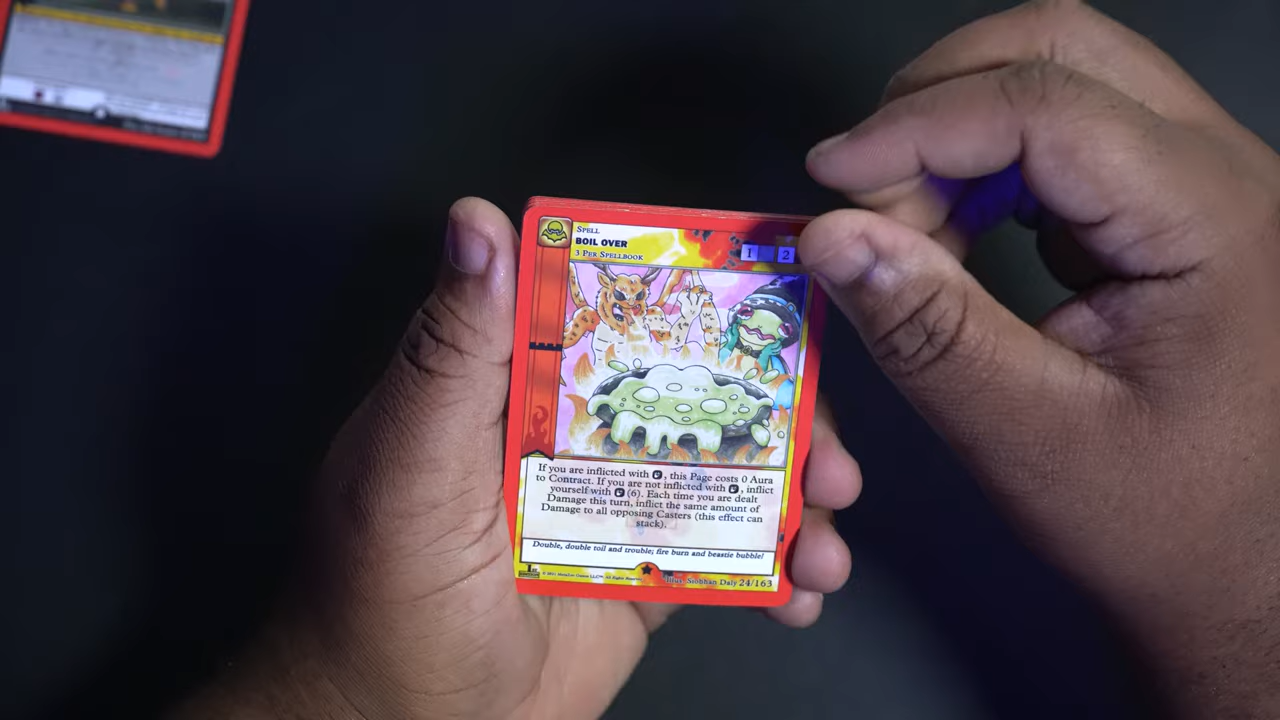 SPELL
BOIL OVER
3 PER SPELLBOOK
1 2
If you are inflicted with , this Page costs 0 Aura
to Contract. If you are not inflicted with , inflict
yourself with (6). Each time you are dealt
Damage this turn, inflict the same amount of
Damage to all opposing Casters (this effect can
stack).
Double, double toil and trouble; fire burn and beastie bubble!
Illus. Siobhan Daly 24/163